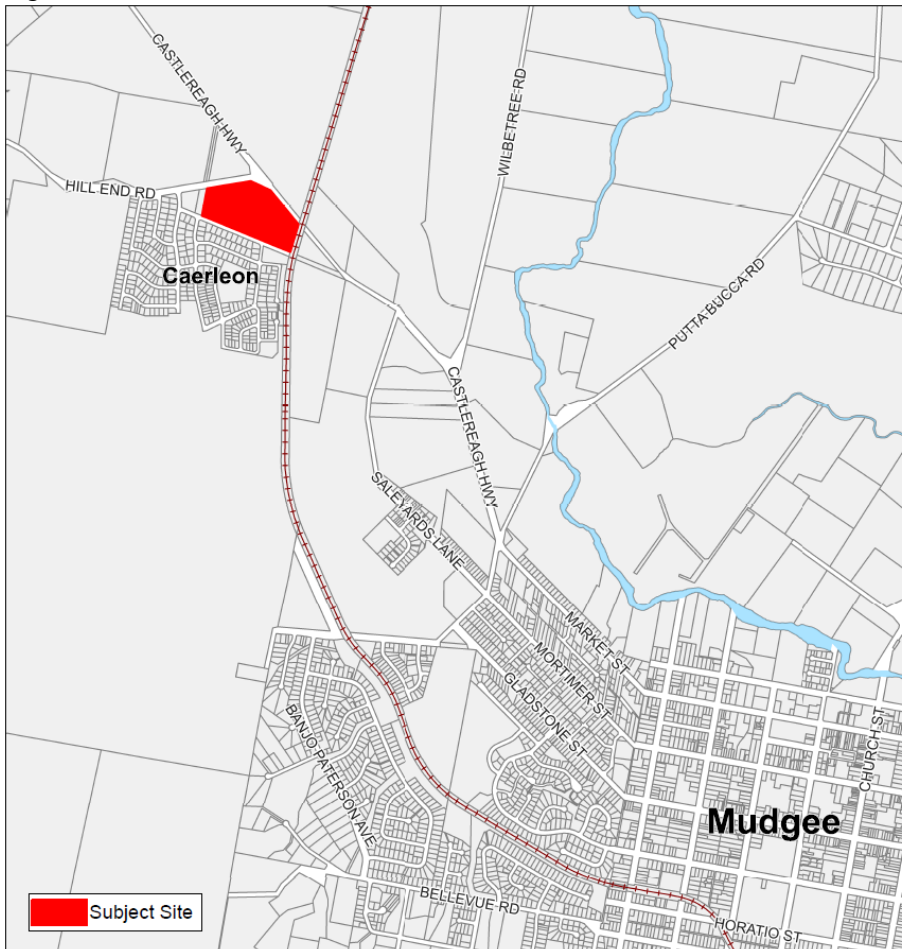 CASTLEREAGH HWY
WILBETREE RD
HILL END RD
Caerleon
PUTTA BUCCA RD
CASTLEREAGH HWY
SALEYARDS LANE
MARKET ST
MORTIMER ST
GLADSTONE ST
BANJO PATERSON AVE
CHURCH ST
Mudgee
BELLEVUE RD
Subject Site
HORATIO ST